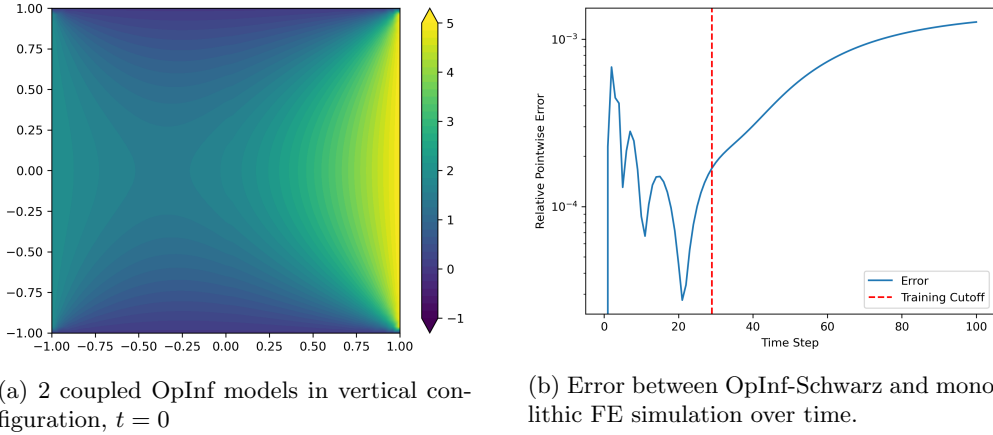 1.00
0.75
0.50
0.25
0.00
−0.25
−0.50
−0.75
−1.00
−1.00 −0.75 −0.50 −0.25 0.00 0.25 0.50 0.75 1.00
5
4
3
2
1
0
−1
(a) 2 coupled OpInf models in vertical con-
figuration, t = 0
Relative Pointwise Error
10⁻³
10⁻⁴
0 20 40 60 80 100
Time Step
Error
Training Cutoff
(b) Error between OpInf-Schwarz and mono
lithic FE simulation over time.